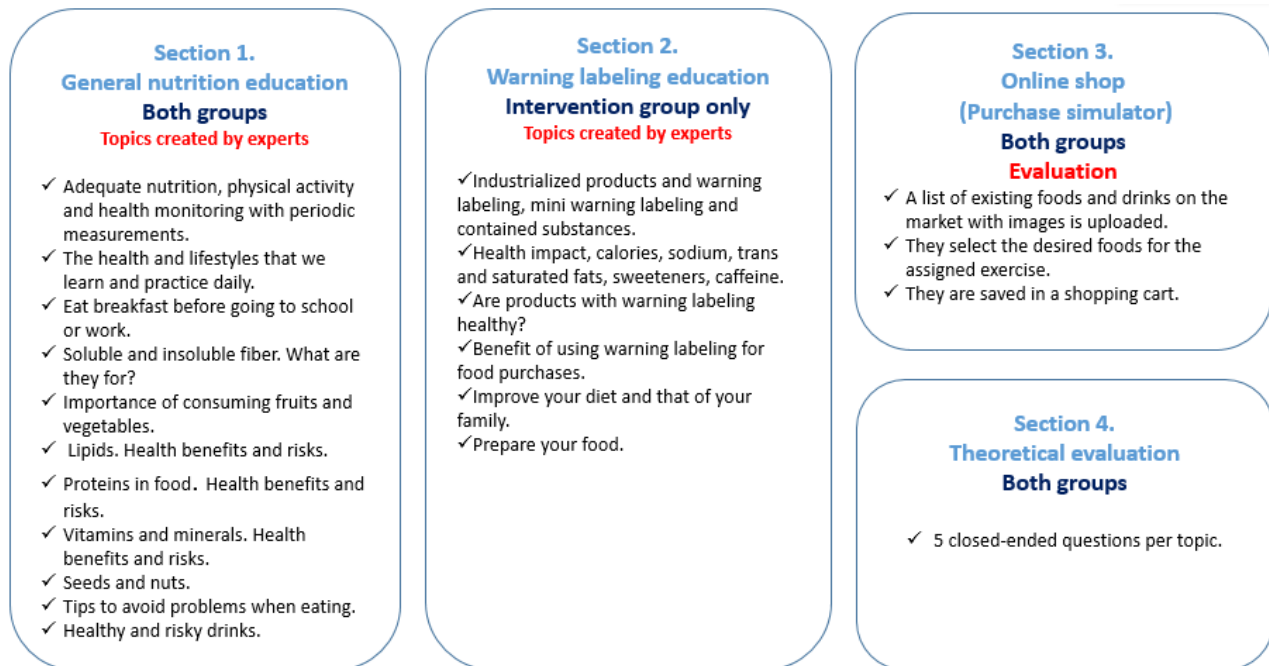 Section 1.
General nutrition education
Both groups
Topics created by experts
✓ Adequate nutrition, physical activity
and health monitoring with periodic
measurements.
✓ The health and lifestyles that we
learn and practice daily.
✓ Eat breakfast before going to school
or work.
✓ Soluble and insoluble fiber. What are
they for?
✓ Importance of consuming fruits and
vegetables.
✓ Lipids. Health benefits and risks.
✓ Proteins in food. Health benefits and
risks.
✓ Vitamins and minerals. Health
benefits and risks.
✓ Seeds and nuts.
✓ Tips to avoid problems when eating.
✓ Healthy and risky drinks.
Section 2.
Warning labeling education
Intervention group only
Topics created by experts
✓Industrialized products and warning
labeling, mini warning labeling and
contained substances.
✓Health impact, calories, sodium, trans
and saturated fats, sweeteners, caffeine.
✓Are products with warning labeling
healthy?
✓Benefit of using warning labeling for
food purchases.
✓Improve your diet and that of your
family.
✓Prepare your food.
Section 3.
Online shop
(Purchase simulator)
Both groups
Evaluation
✓ A list of existing foods and drinks on the
market with images is uploaded.
✓ They select the desired foods for the
assigned exercise.
✓ They are saved in a shopping cart.
Section 4.
Theoretical evaluation
Both groups
✓ 5 closed-ended questions per topic.